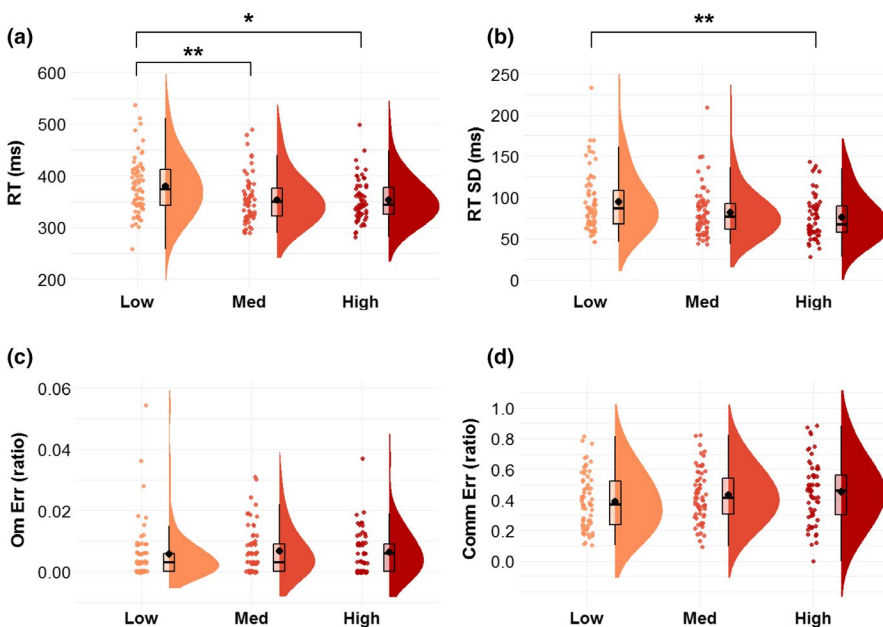 (a)
*
**
RT (ms)
600
500
400
300
200
Low Med High
(b)
**
RT SD (ms)
250
200
150
100
50
0
Low Med High
(c)
Om Err (ratio)
0.06
0.04
0.02
0.00
Low Med High
(d)
Comm Err (ratio)
1.0
0.8
0.6
0.4
0.2
0.0
Low Med High